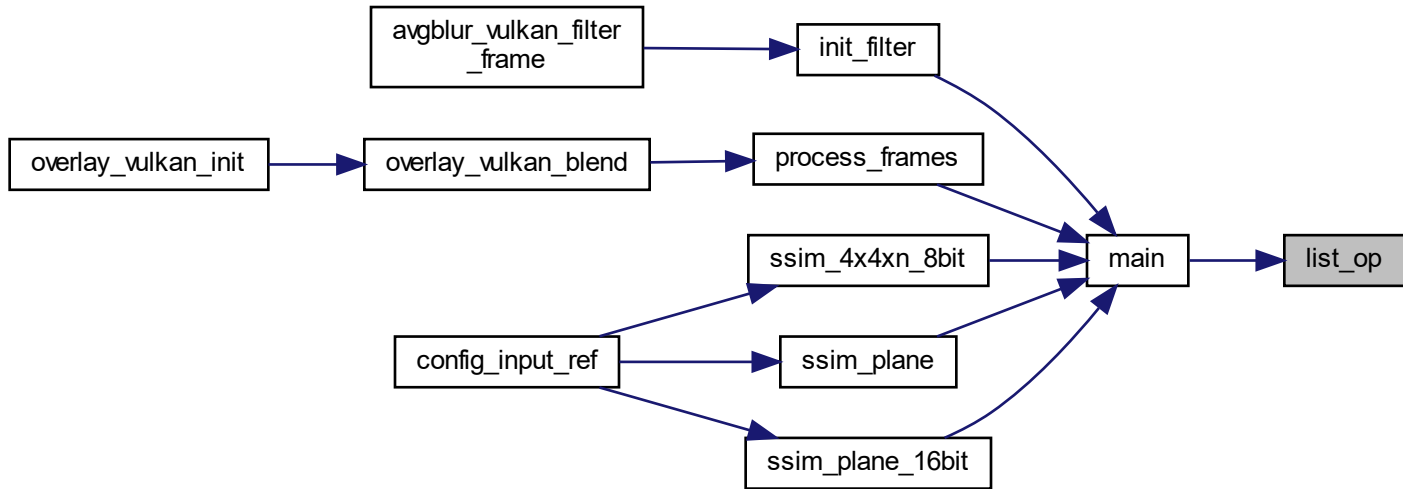 avgblur_vulkan_filter
_frame
init_filter
overlay_vulkan_init
overlay_vulkan_blend
process_frames
ssim_4x4xn_8bit
main
list_op
config_input_ref
ssim_plane
ssim_plane_16bit